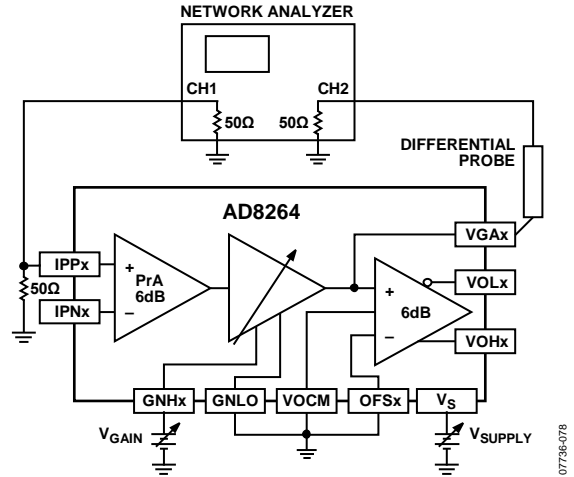 NETWORK ANALYZER
CH1
CH2
50Ω
50Ω
DIFFERENTIAL
PROBE
AD8264
VGAx
IPPx
PrA
6dB
+
–
50Ω
IPNx
+
6dB
–
VOLx
VOHx
GNHx
GNLO
VOCM
OFSx
VS
VGAIN
VSUPPLY
07736-078